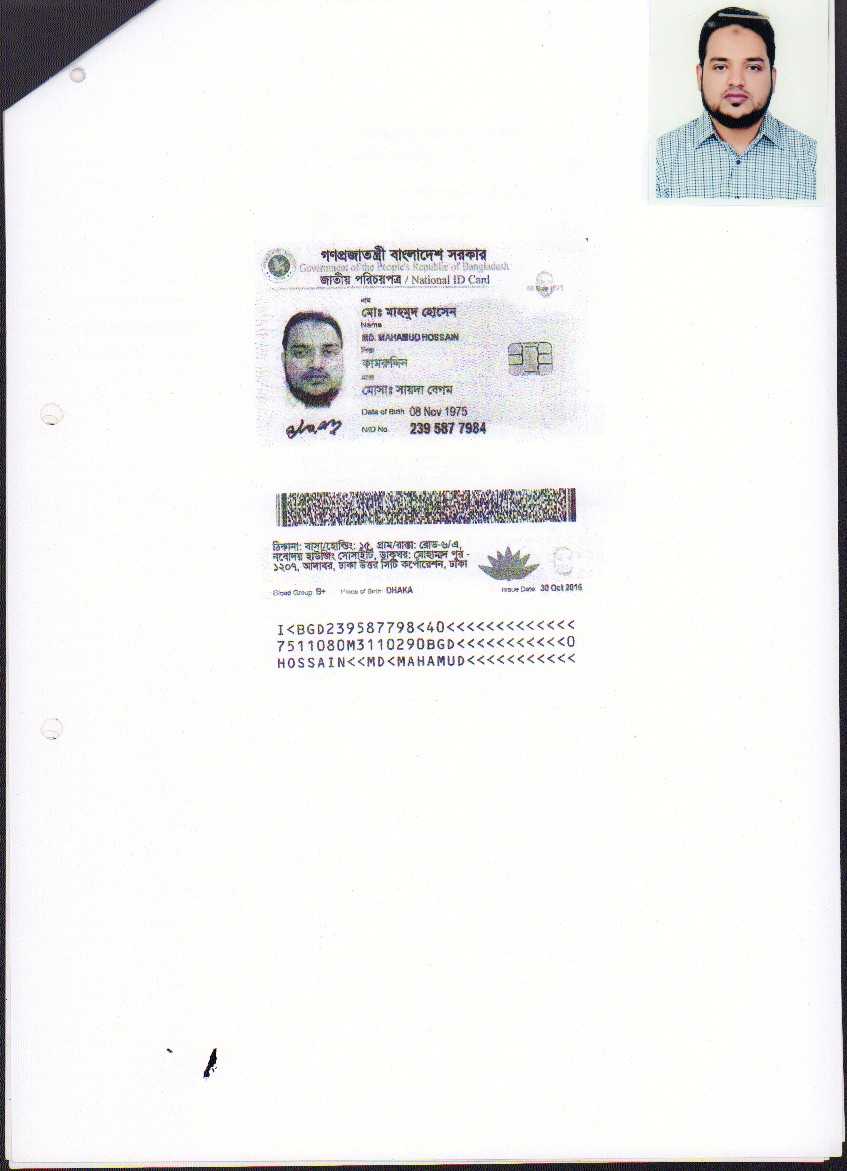 গণপ্রজাতন্ত্রী বাংলাদেশ সরকার
Government of the People's Republic of Bangladesh
জাতীয় পরিচয়পত্র / National ID Card
নাম
মোঃ মাহমুদ হোসেন
Name
MD. MAHAMUD HOSSAIN
পিতা
কামরুদ্দিন
মাতা
মোসাঃ সায়দা বেগম
Date of Birth 08 Nov 1975
NID No. 239 587 7984
ঠিকানা: বাসা/হোল্ডিং: ১৫, গ্রাম/রাস্তা: রোড-৬/এ,
নবোদয় হাউজিং সোসাইটি, ডাকঘর: মোহাম্মদ পুর -
১২০৭, আদাবর, ঢাকা উত্তর সিটি কর্পোরেশন, ঢাকা
Blood Group: B+ Place of Birth: DHAKA Issue Date: 30 Oct 2016
I<BGD239587798<40<<<<<<<<<<<<<
7511080M3110290BGD<<<<<<<<<<<0
HOSSAIN<<MD<MAHAMUD<<<<<<<<<<<